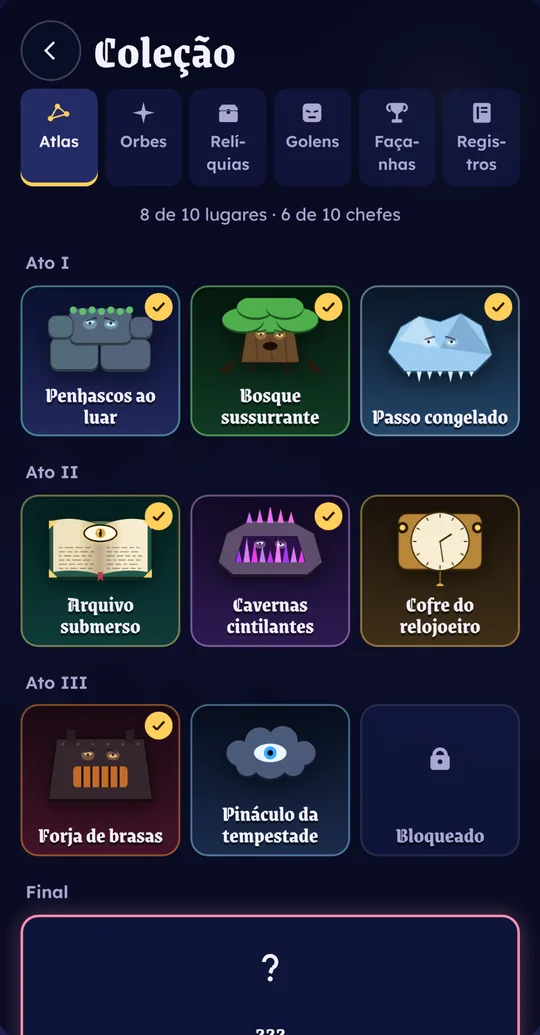 Coleção
Atlas
Orbes
Relí-
quias
Golens
Faça-
nhas
Regis-
tros
8 de 10 lugares · 6 de 10 chefes
Ato I
Penhascos ao
luar
Bosque
sussurrante
Passo congelado
Ato II
Arquivo
submerso
Cavernas
cintilantes
Cofre do
relojoeiro
Ato III
Forja de brasas
Pináculo da
tempestade
Bloqueado
Final
?
???